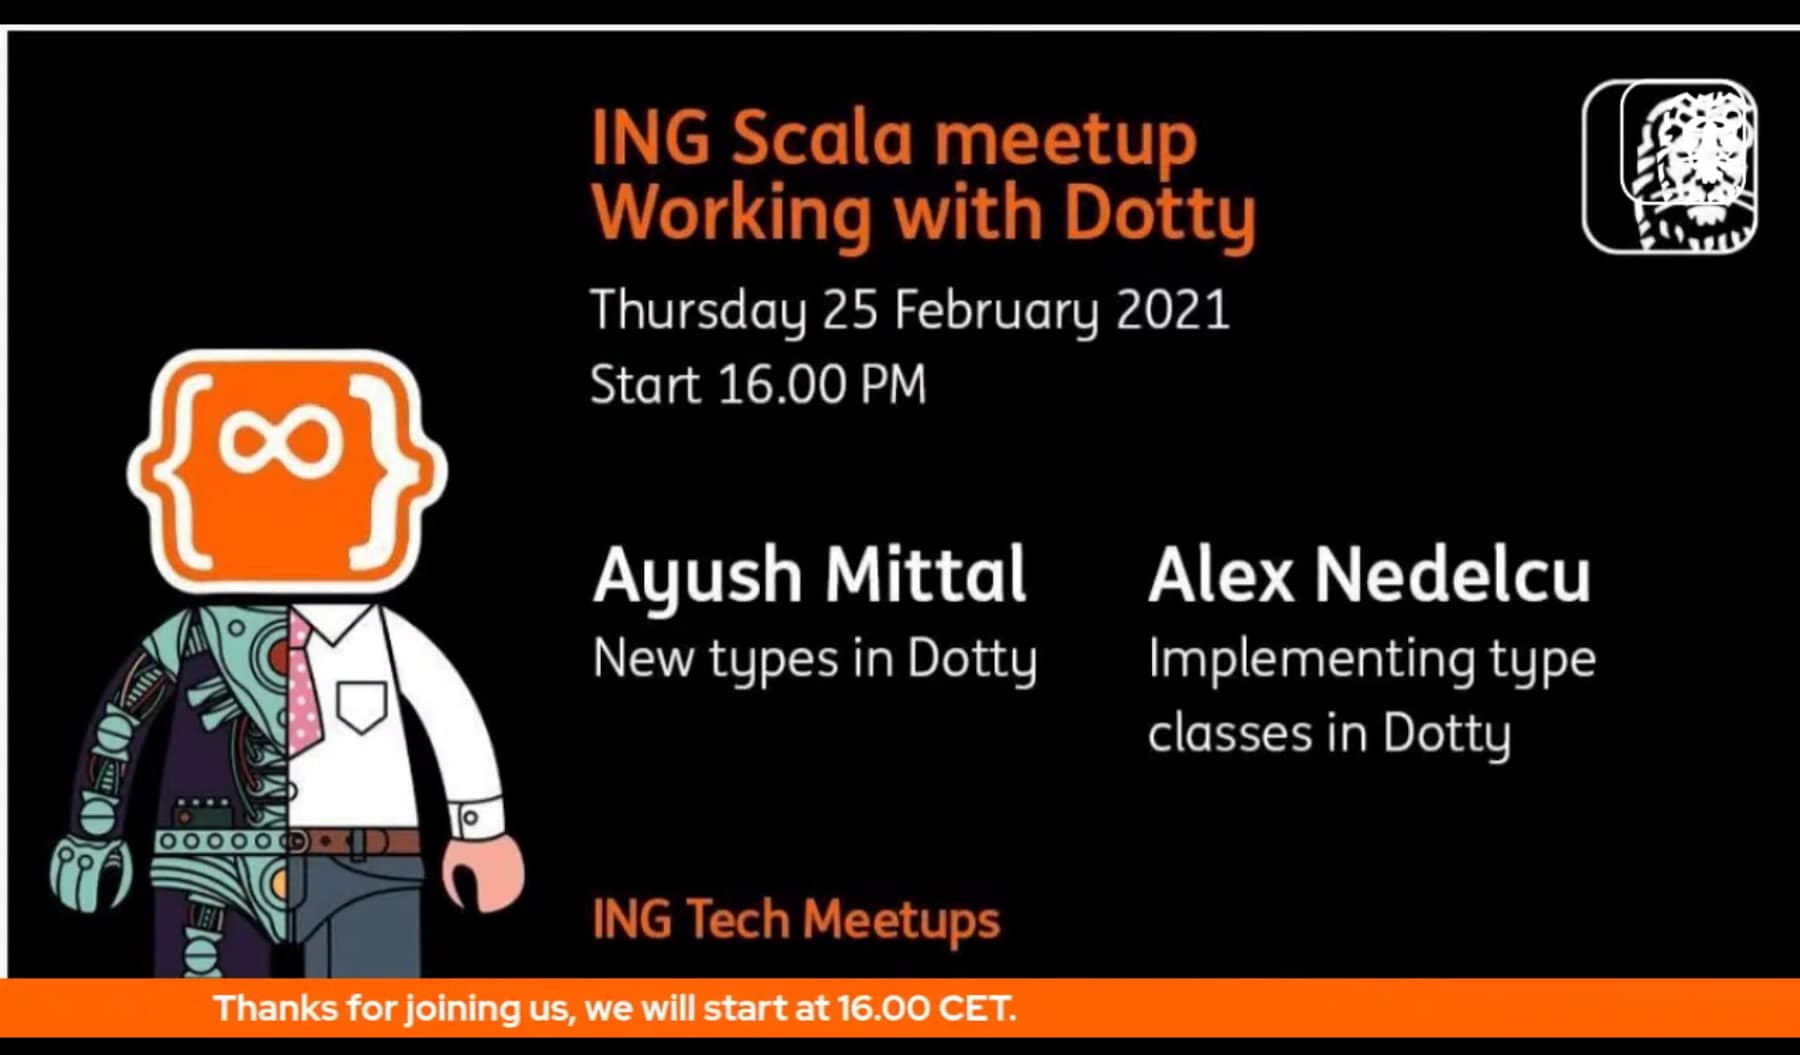 ING Scala meetup
Working with Dotty
Thursday 25 February 2021
Start 16.00 PM
Ayush Mittal
New types in Dotty
Alex Nedelcu
Implementing type
classes in Dotty
ING Tech Meetups
Thanks for joining us, we will start at 16.00 CET.